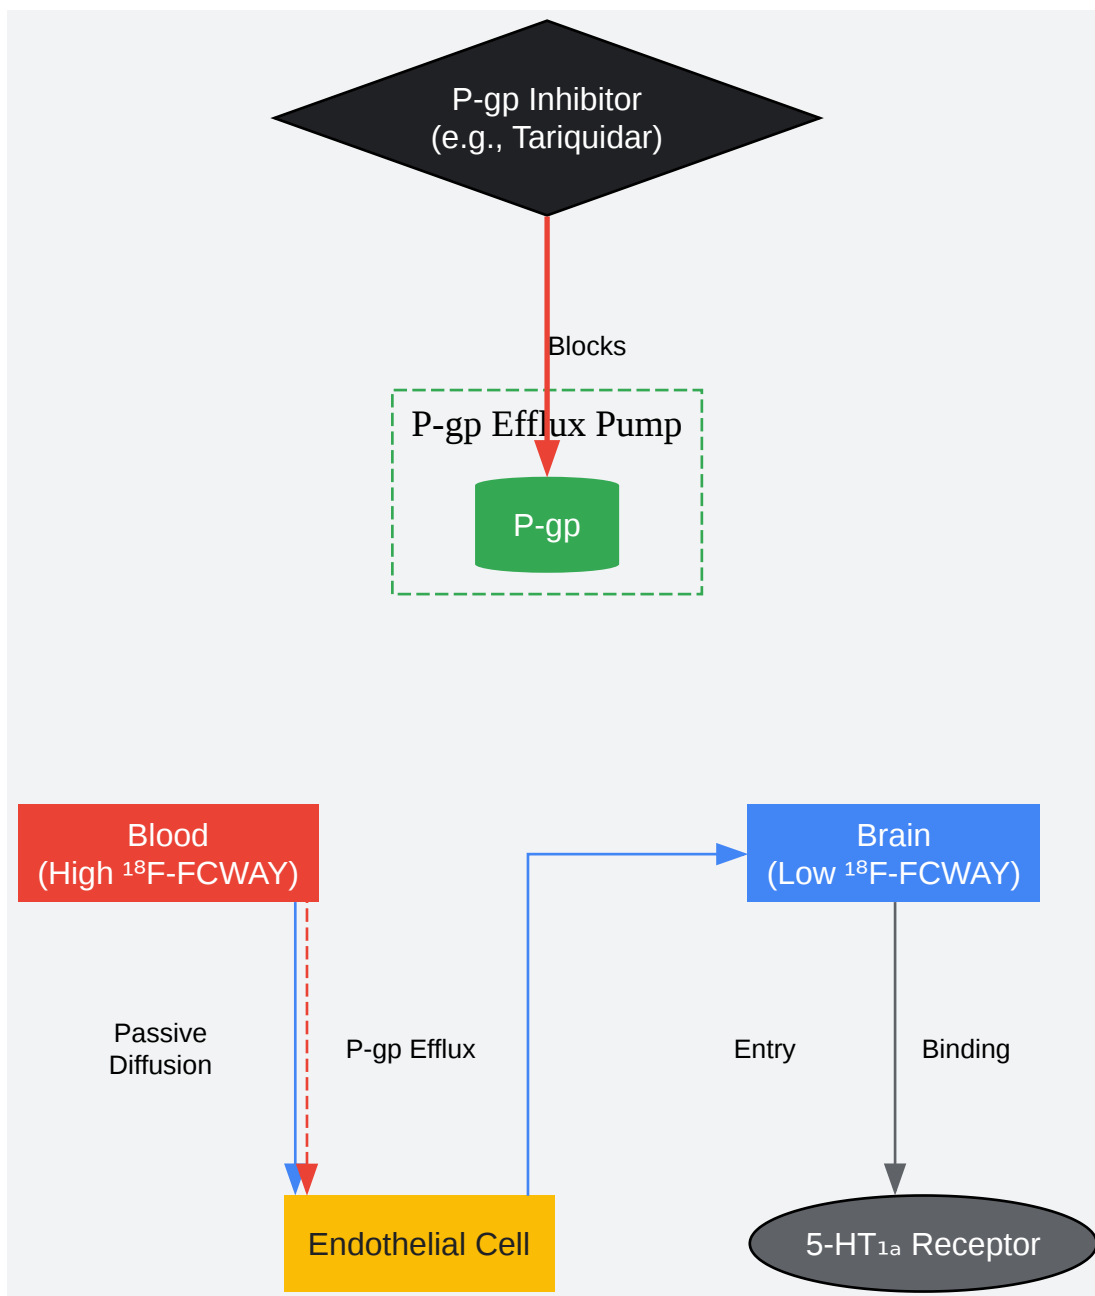 P-gp Inhibitor
(e.g., Tariquidar)
Blocks
P-gp Efflux Pump
P-gp
Blood
(High ¹⁸F-FCWAY)
Brain
(Low ¹⁸F-FCWAY)
Passive
Diffusion
P-gp Efflux
Entry
Binding
Endothelial Cell
5-HT₁ₐ Receptor